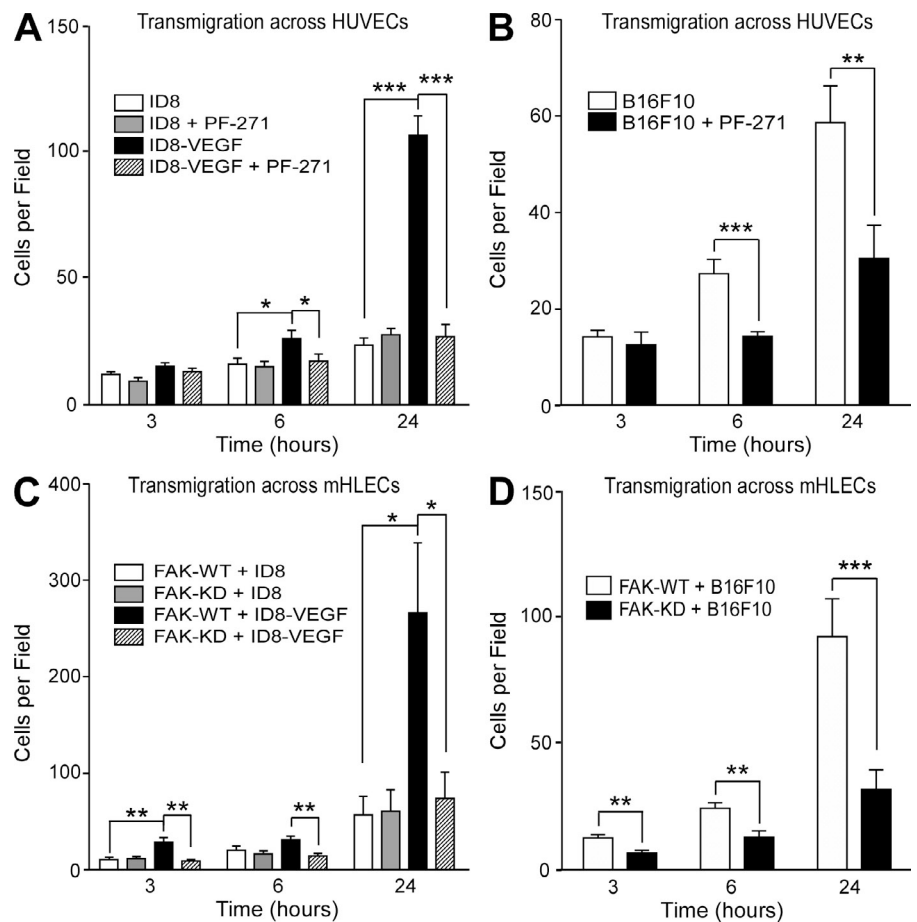 A
Transmigration across HUVECs
150
100
50
0
Cells per Field
ID8
ID8 + PF-271
ID8-VEGF
ID8-VEGF + PF-271
*
*
***
***
3
6
24
Time (hours)
B
Transmigration across HUVECs
80
60
40
20
0
Cells per Field
B16F10
B16F10 + PF-271
***
**
3
6
24
Time (hours)
C
Transmigration across mHLECs
400
300
200
100
0
Cells per Field
FAK-WT + ID8
FAK-KD + ID8
FAK-WT + ID8-VEGF
FAK-KD + ID8-VEGF
**
**
**
*
*
3
6
24
Time (hours)
D
Transmigration across mHLECs
150
100
50
0
Cells per Field
FAK-WT + B16F10
FAK-KD + B16F10
**
**
***
3
6
24
Time (hours)